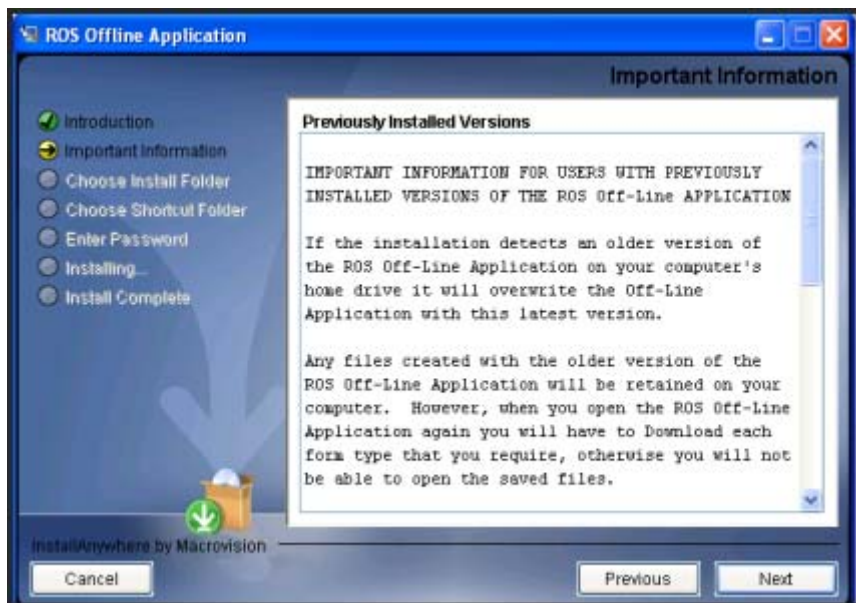 ROS Offline Application
Important Information
Introduction
Important Information
Choose Install Folder
Choose Shortcut Folder
Enter Password
Installing...
Install Complete
Previously Installed Versions
IMPORTANT INFORMATION FOR USERS WITH PREVIOUSLY
INSTALLED VERSIONS OF THE ROS Off-Line APPLICATION
If the installation detects an older version of
the ROS Off-Line Application on your computer's
home drive it will overwrite the Off-Line
Application with this latest version.
Any files created with the older version of the
ROS Off-Line Application will be retained on your
computer.  However, when you open the ROS Off-Line
Application again you will have to Download each
form type that you require, otherwise you will not
be able to open the saved files.
InstallAnywhere by Macrovision
Cancel
Previous
Next